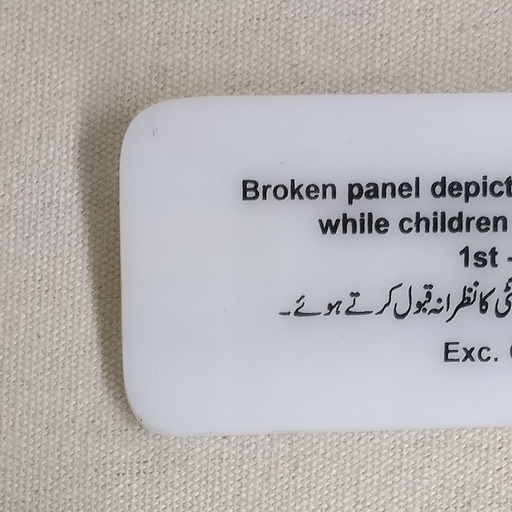 Broken panel depict
while children
1st -
کا نظرانہ قبول کرتے ہوئے۔
Exc.